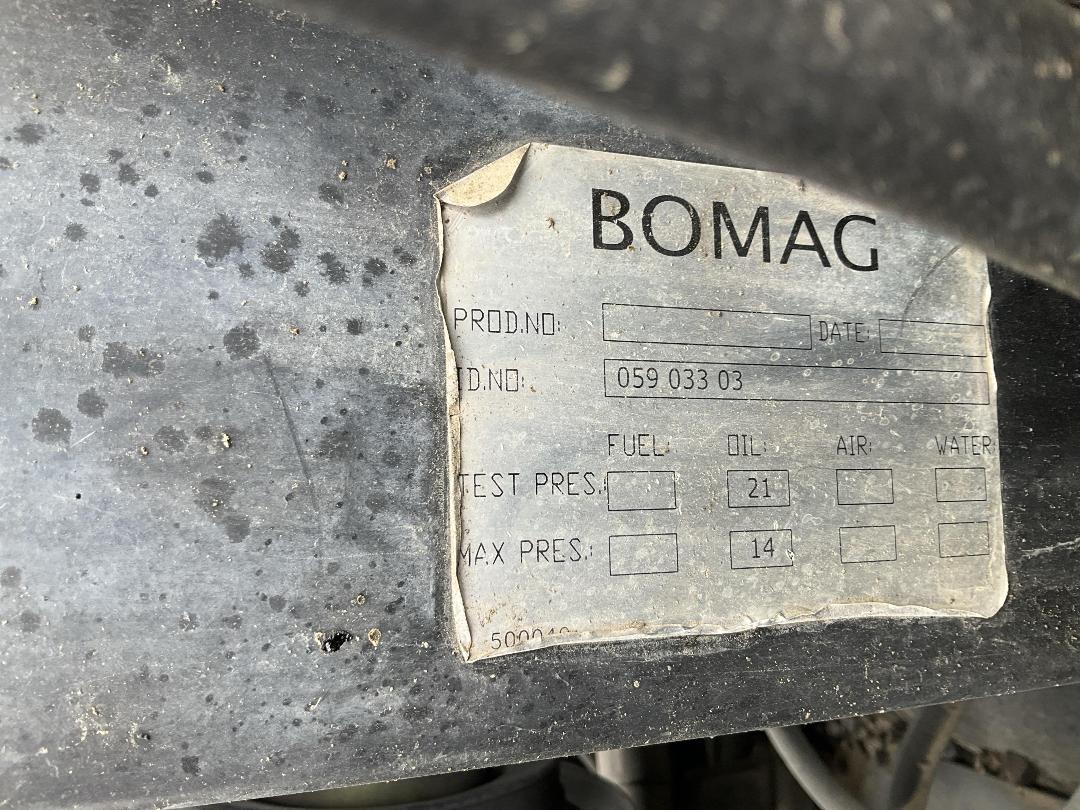 BOMAG
PROD.NO: DATE:
ID.NO: 059 033 03
FUEL: OIL: AIR: WATER:
TEST PRES.: 21
MAX PRES.: 14